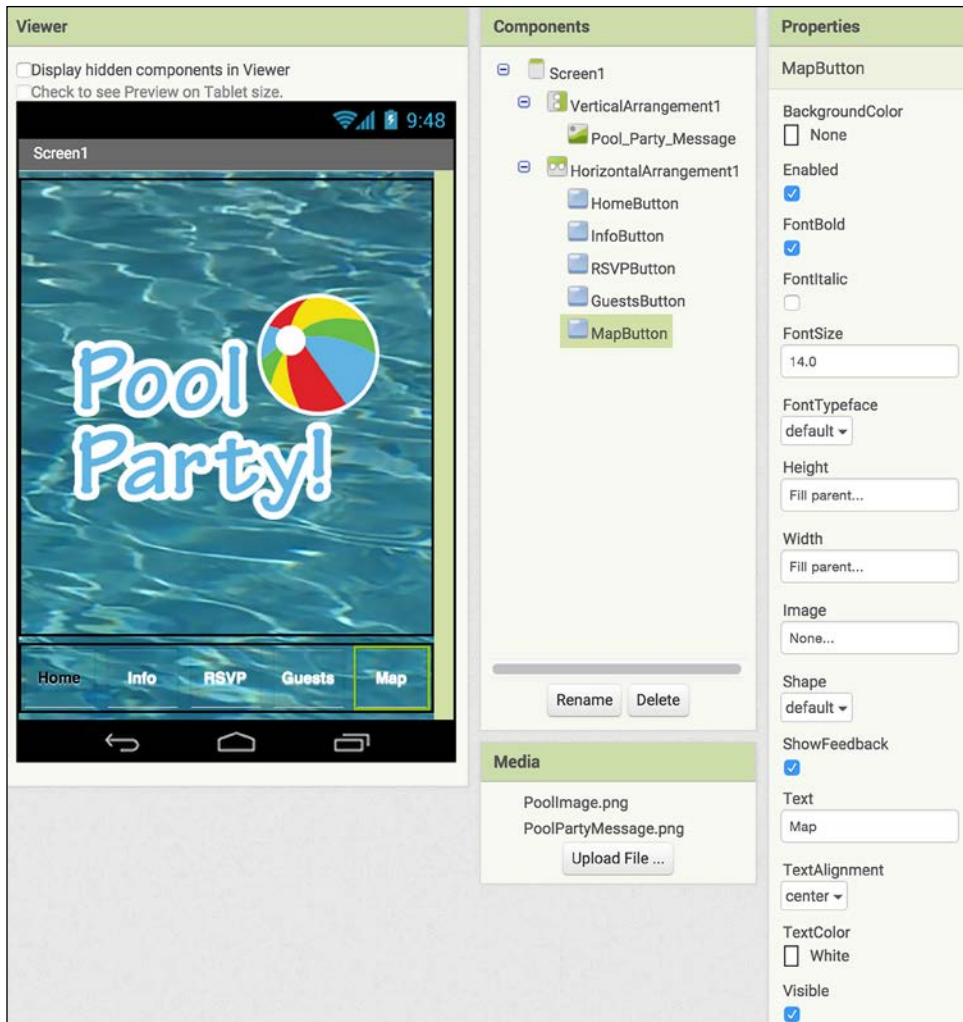 Viewer
Display hidden components in Viewer
Check to see Preview on Tablet size.
9:48
Screen1
Pool
Party!
Home Info RSVP Guests Map
Components
Screen1
VerticalArrangement1
Pool_Party_Message
HorizontalArrangement1
HomeButton
InfoButton
RSVPButton
GuestsButton
MapButton
Rename Delete
Media
PoolImage.png
PoolPartyMessage.png
Upload File ...
Properties
MapButton
BackgroundColor
None
Enabled
FontBold
FontItalic
FontSize
14.0
FontTypeface
default
Height
Fill parent...
Width
Fill parent...
Image
None...
Shape
default
ShowFeedback
Text
Map
TextAlignment
center
TextColor
White
Visible